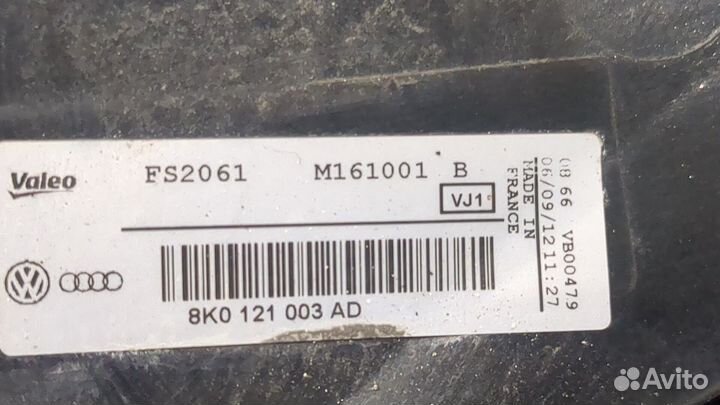 Valeo
FS2061 M161001 B
VJ1
8K0 121 003 AD
MADE IN
FRANCE
08 66 VB00479
06/09/12 11:27
Avito